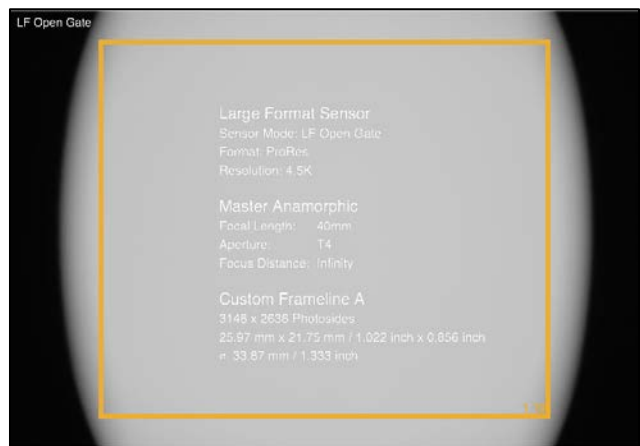 LF Open Gate
Large Format Sensor
Sensor Mode: LF Open Gate
Format: ProRes
Resolution: 4.5K
Master Anamorphic
Focal Length: 40mm
Aperture: T4
Focus Distance: Infinity
Custom Frameline A
3148 x 2636 Photosides
25.97 mm x 21.75 mm / 1.022 inch x 0.856 inch
ø 33.87 mm / 1.333 inch